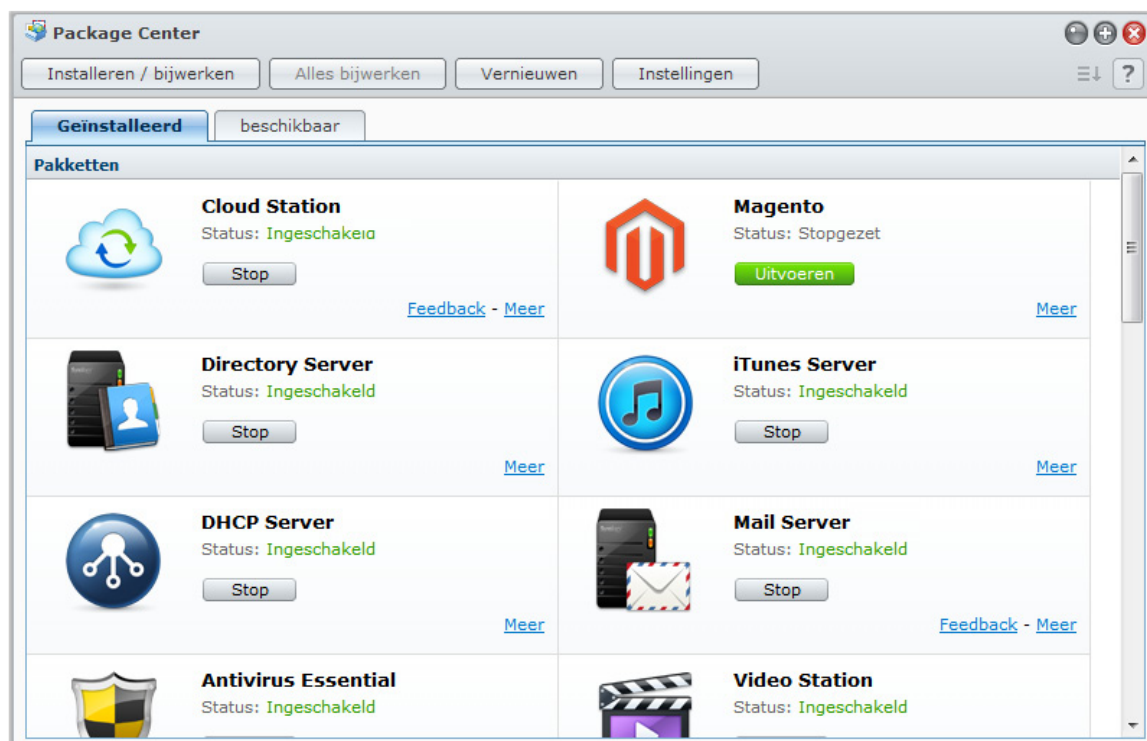 Package Center
Installeren / bijwerken Alles bijwerken Vernieuwen Instellingen ?
Geïnstalleerd beschikbaar
Pakketten
Cloud Station
Status: Ingeschakeld
Stop
Feedback - Meer
Magento
Status: Stopgezet
Uitvoeren
Meer
Directory Server
Status: Ingeschakeld
Stop
Meer
iTunes Server
Status: Ingeschakeld
Stop
Meer
DHCP Server
Status: Ingeschakeld
Stop
Meer
Mail Server
Status: Ingeschakeld
Stop
Feedback - Meer
Antivirus Essential
Status: Ingeschakeld
Video Station
Status: Ingeschakeld